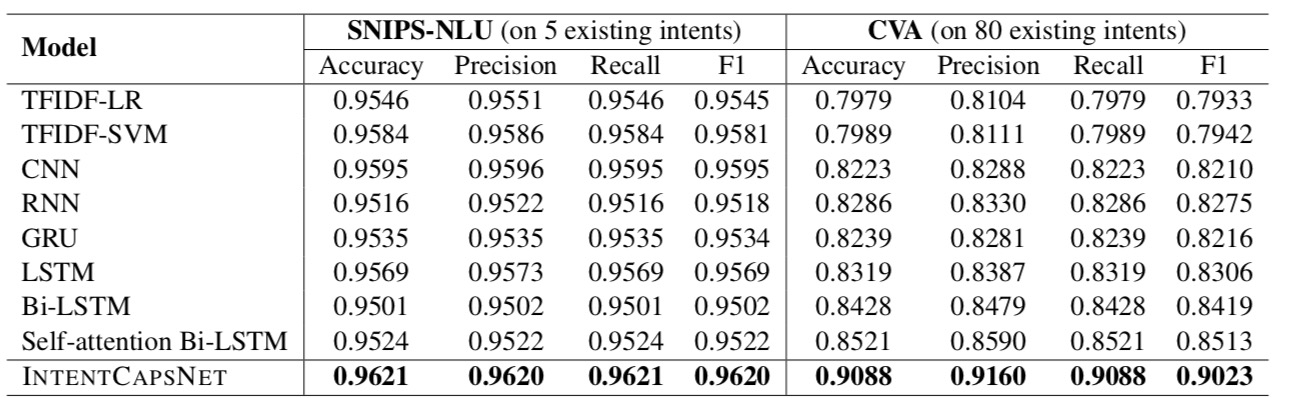 Model SNIPS-NLU (on 5 existing intents) CVA (on 80 existing intents)
Accuracy Precision Recall F1 Accuracy Precision Recall F1
TFIDF-LR 0.9546 0.9551 0.9546 0.9545 0.7979 0.8104 0.7979 0.7933
TFIDF-SVM 0.9584 0.9586 0.9584 0.9581 0.7989 0.8111 0.7989 0.7942
CNN 0.9595 0.9596 0.9595 0.9595 0.8223 0.8288 0.8223 0.8210
RNN 0.9516 0.9522 0.9516 0.9518 0.8286 0.8330 0.8286 0.8275
GRU 0.9535 0.9535 0.9535 0.9534 0.8239 0.8281 0.8239 0.8216
LSTM 0.9569 0.9573 0.9569 0.9569 0.8319 0.8387 0.8319 0.8306
Bi-LSTM 0.9501 0.9502 0.9501 0.9502 0.8428 0.8479 0.8428 0.8419
Self-attention Bi-LSTM 0.9524 0.9522 0.9524 0.9522 0.8521 0.8590 0.8521 0.8513
INTENTCAPSNET 0.9621 0.9620 0.9621 0.9620 0.9088 0.9160 0.9088 0.9023